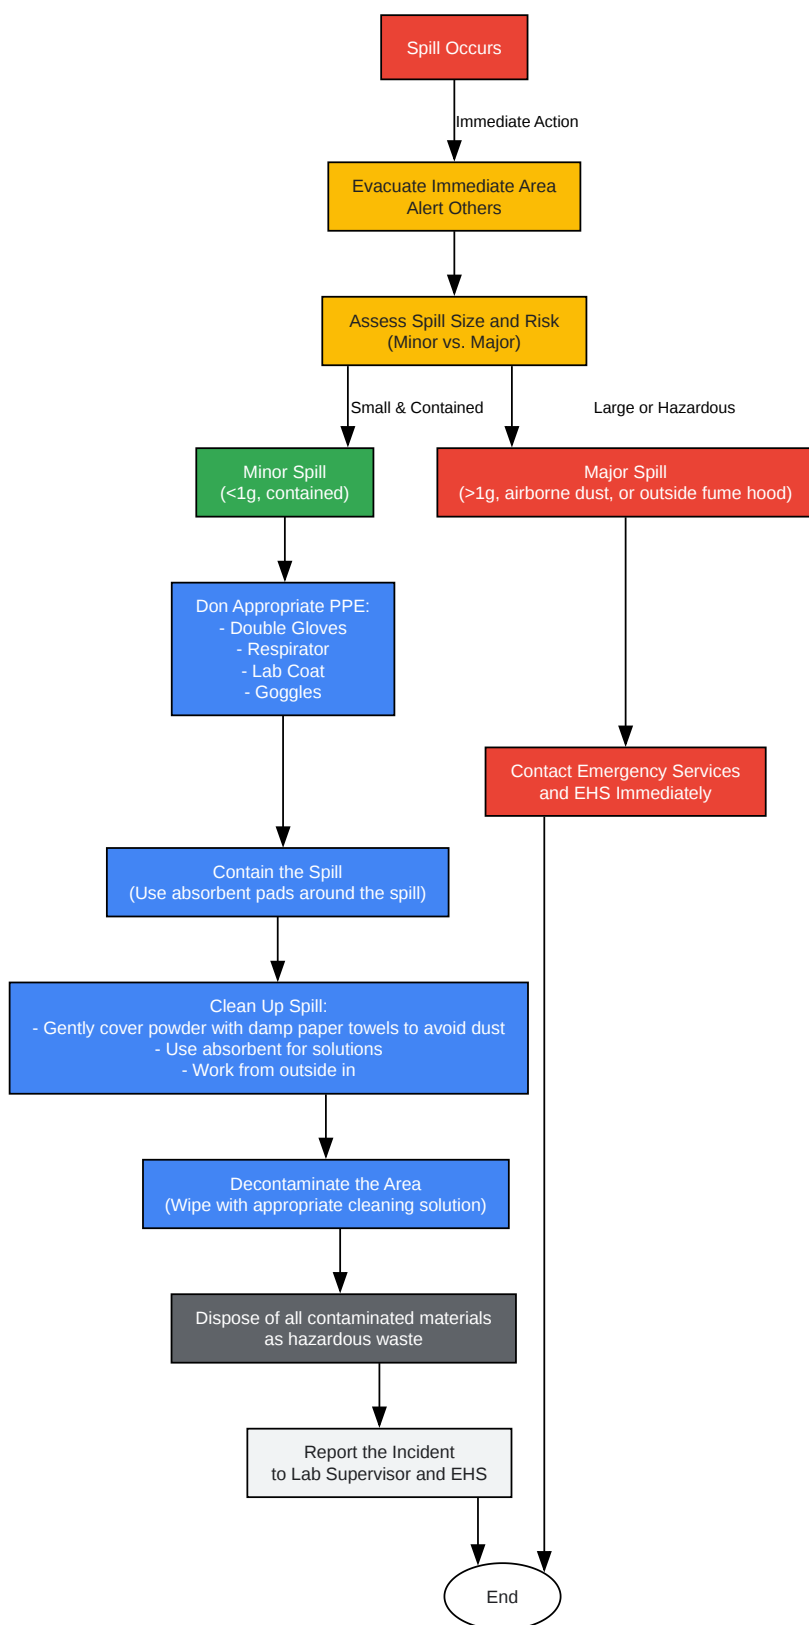 Spill Occurs
Immediate Action
Evacuate Immediate Area
Alert Others
Assess Spill Size and Risk
(Minor vs. Major)
Small & Contained
Large or Hazardous
Minor Spill
(<1g, contained)
Major Spill
(>1g, airborne dust, or outside fume hood)
Don Appropriate PPE:
- Double Gloves
- Respirator
- Lab Coat
- Goggles
Contact Emergency Services
and EHS Immediately
Contain the Spill
(Use absorbent pads around the spill)
Clean Up Spill:
- Gently cover powder with damp paper towels to avoid dust
- Use absorbent for solutions
- Work from outside in
Decontaminate the Area
(Wipe with appropriate cleaning solution)
Dispose of all contaminated materials
as hazardous waste
Report the Incident
to Lab Supervisor and EHS
End